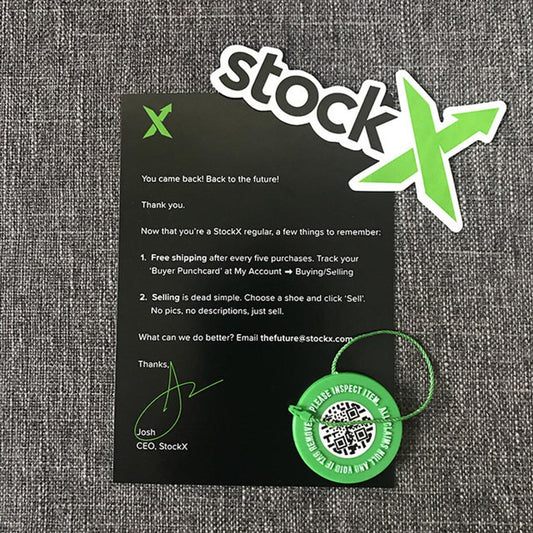 stockX
You came back! Back to the future!
Thank you.
Now that you're a StockX regular, a few things to remember:
1. Free shipping after every five purchases. Track your
'Buyer Punchcard' at My Account ➞ Buying/Selling
2. Selling is dead simple. Choose a shoe and click 'Sell'.
No pics, no descriptions, just sell.
What can we do better? Email thefuture@stockx.com
Thanks,
Josh
CEO, StockX
PLEASE INSPECT ITEM. ALL CLAIMS NULL AND VOID IF TAG REMOVED.